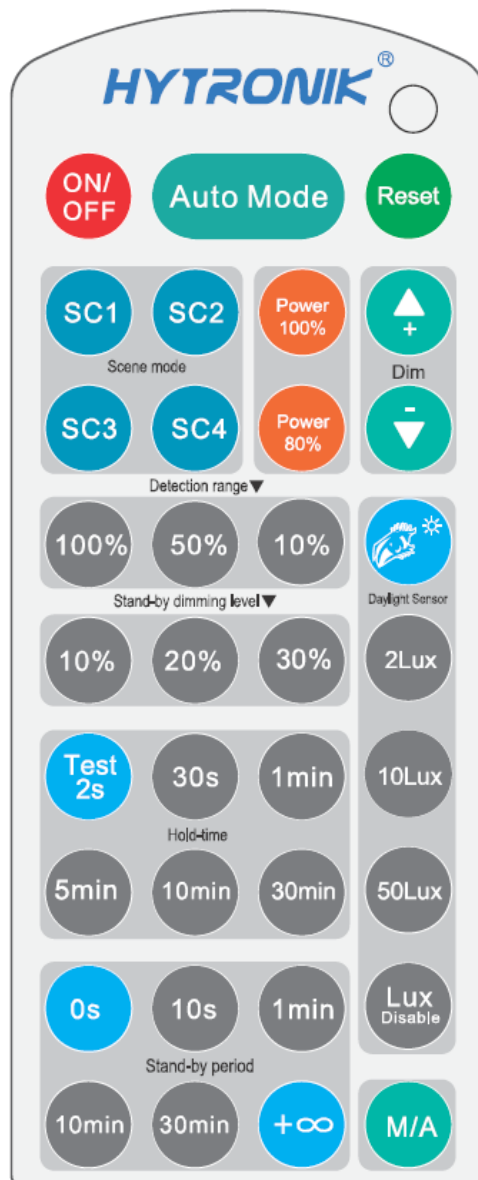 HYTRONIK®
ON/
OFF
Auto Mode
Reset
SC1
SC2
Power
100%
+
Scene mode
Dim
SC3
SC4
Power
80%
-
Detection range▼
100%
50%
10%
Daylight Sensor
Stand-by dimming level▼
10%
20%
30%
2Lux
Test
2s
30s
1min
10Lux
Hold-time
5min
10min
30min
50Lux
0s
10s
1min
Lux
Disable
Stand-by period
10min
30min
+∞
M/A